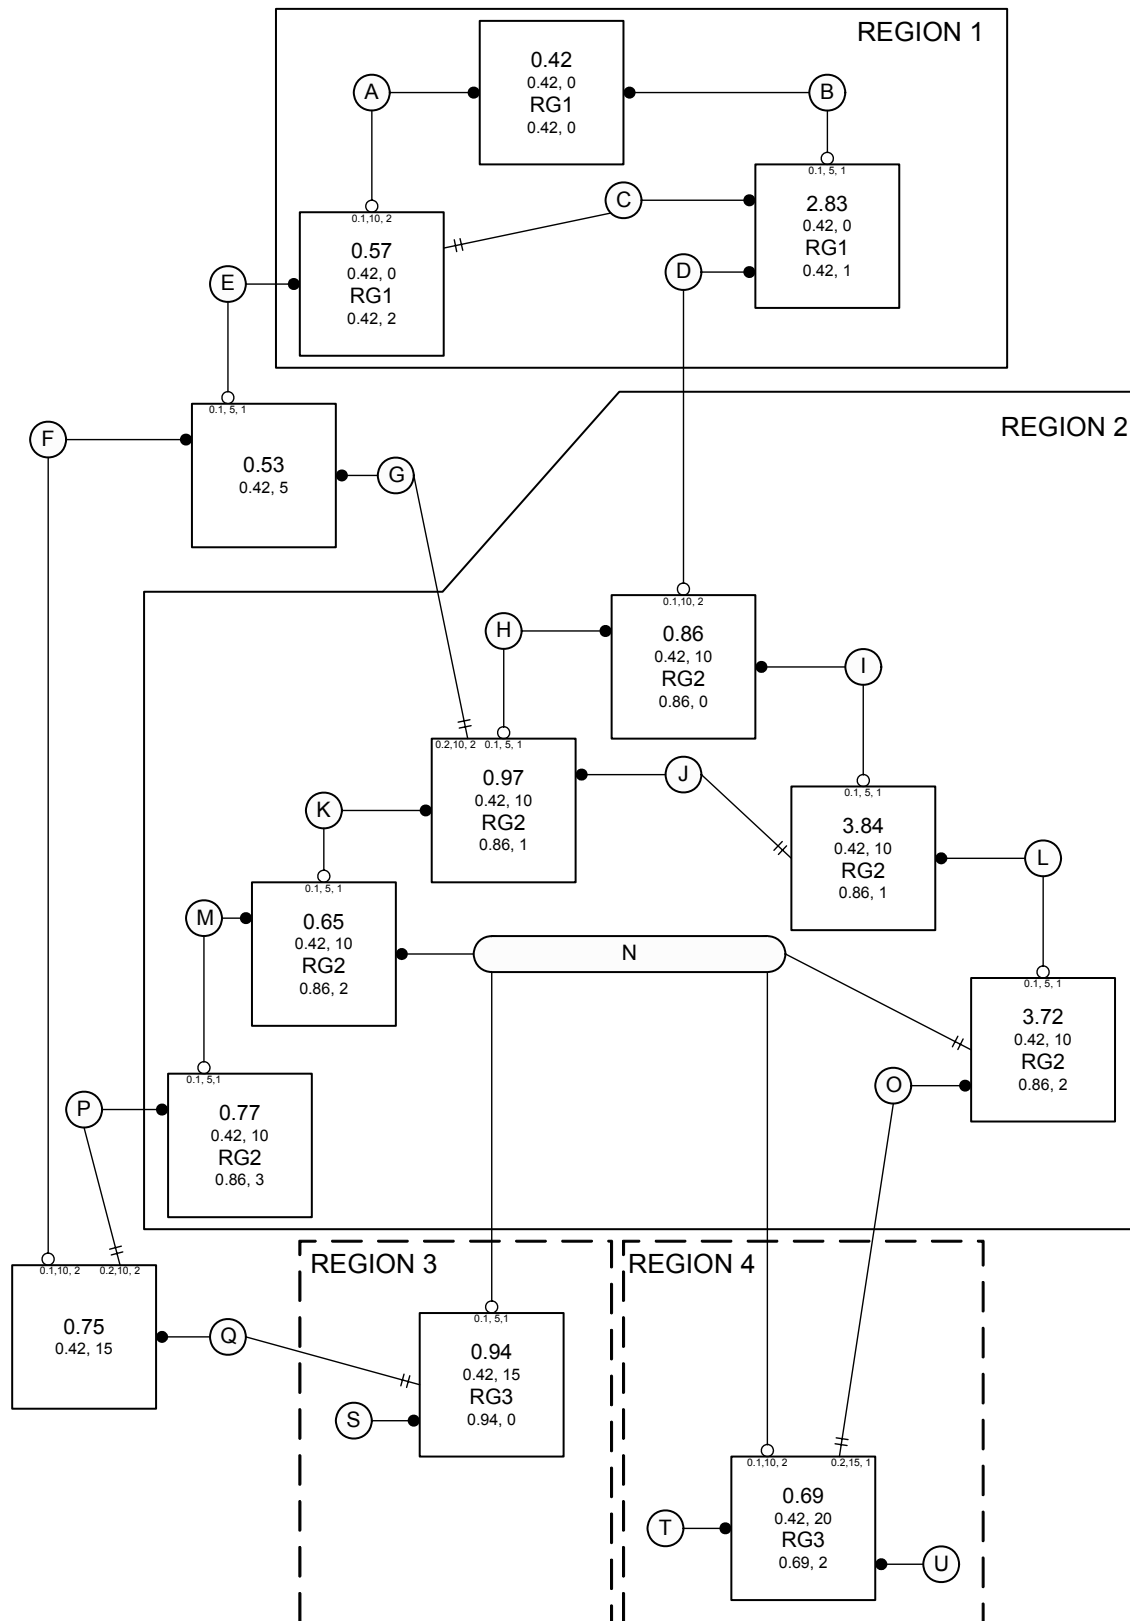 REGION 1
0.42
0.42, 0
RG1
0.42, 0
A
B
0.1, 5, 1
2.83
0.42, 0
RG1
0.42, 1
C
0.1,10, 2
0.57
0.42, 0
RG1
0.42, 2
D
E
0.1, 5, 1
0.53
0.42, 5
F
G
REGION 2
0.1,10, 2
0.86
0.42, 10
RG2
0.86, 0
H
I
0.2,10, 2
0.1, 5, 1
0.97
0.42, 10
RG2
0.86, 1
J
0.1, 5, 1
3.84
0.42, 10
RG2
0.86, 1
K
L
0.1, 5, 1
0.65
0.42, 10
RG2
0.86, 2
M
N
0.1, 5, 1
3.72
0.42, 10
RG2
0.86, 2
O
0.1, 5,1
0.77
0.42, 10
RG2
0.86, 3
P
0.1,10, 2
0.2,10, 2
0.75
0.42, 15
Q
REGION 3
0.1, 5,1
0.94
0.42, 15
RG3
0.94, 0
S
REGION 4
0.1,10, 2
0.2,15, 1
0.69
0.42, 20
RG3
0.69, 2
T
U